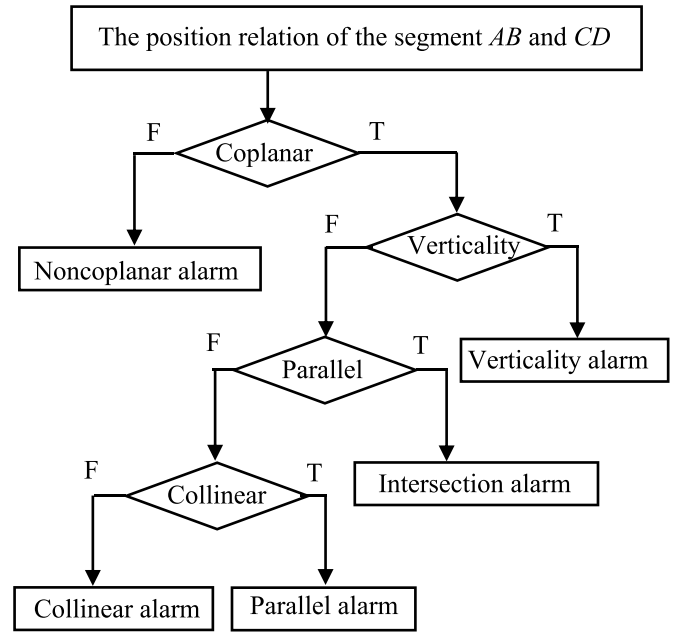 The position relation of the segment AB and CD
F
T
Coplanar
F
T
Verticality
Noncoplanar alarm
F
T
Parallel
Verticality alarm
F
T
Collinear
Intersection alarm
Collinear alarm
Parallel alarm